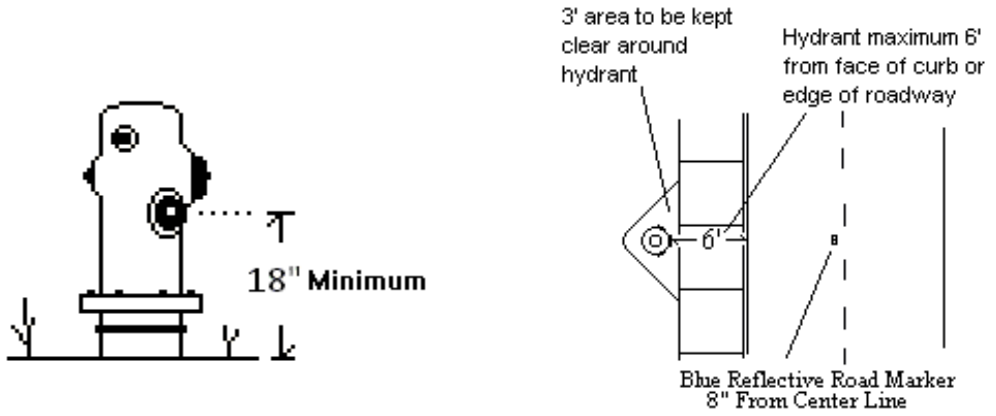 3' area to be kept
clear around
hydrant
Hydrant maximum 6'
from face of curb or
edge of roadway
18" Minimum
6'
Blue Reflective Road Marker
8" From Center Line